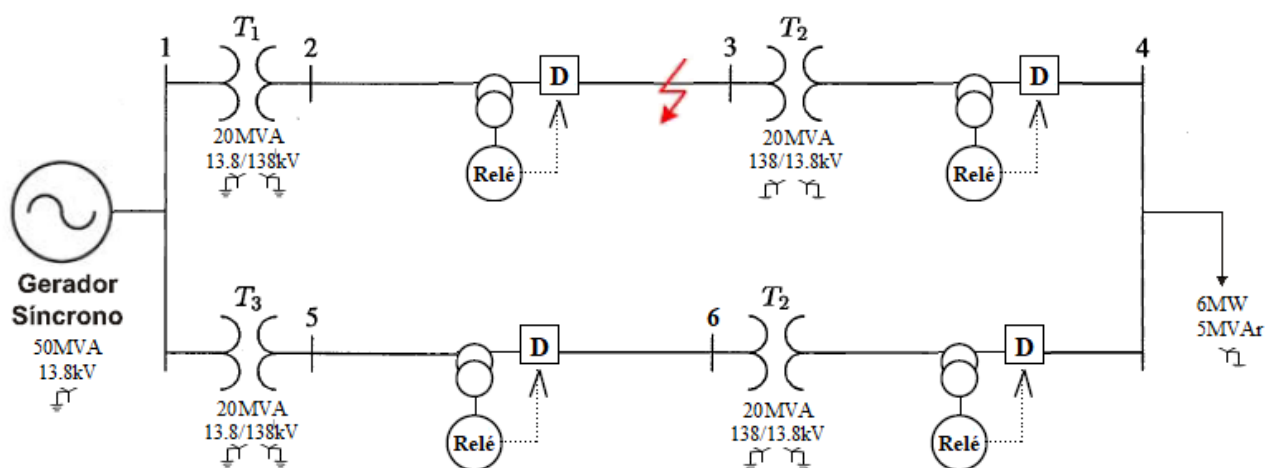 1
T₁
2
D
3
T₂
D
4
20MVA
13.8/138kV
Relé
20MVA
138/13.8kV
Relé
Gerador
Síncrono
50MVA
13.8kV
T₃
5
D
6
T₂
D
6MW
5MVAr
20MVA
13.8/138kV
Relé
20MVA
138/13.8kV
Relé